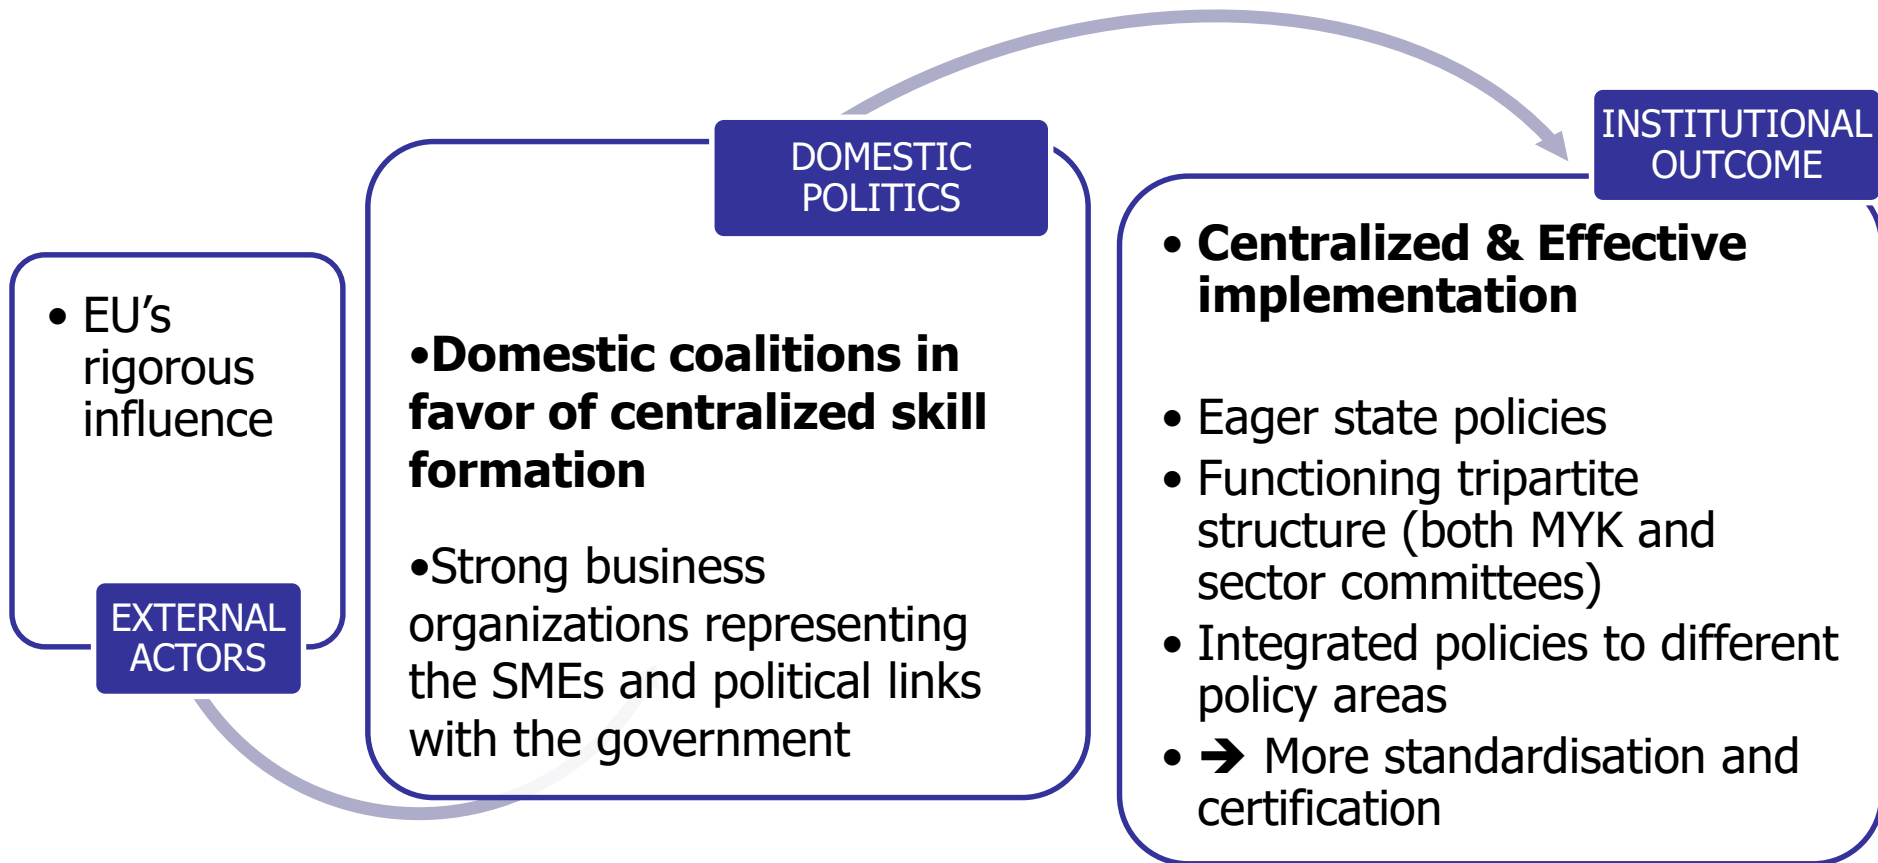 • EU’s
rigorous
influence
EXTERNAL
ACTORS
DOMESTIC
POLITICS
•Domestic coalitions in
favor of centralized skill
formation
•Strong business
organizations representing
the SMEs and political links
with the government
INSTITUTIONAL
OUTCOME
• Centralized & Effective
implementation
• Eager state policies
• Functioning tripartite
structure (both MYK and
sector committees)
• Integrated policies to different
policy areas
• ➔ More standardisation and
certification